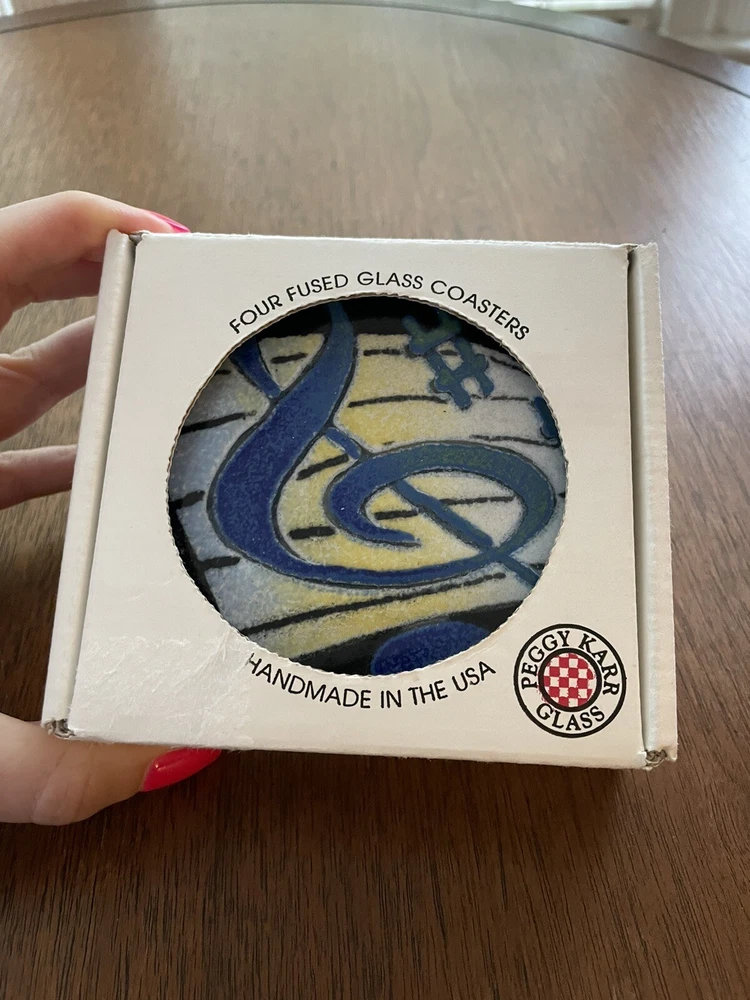 FOUR FUSED GLASS COASTERS
HANDMADE IN THE USA
PEGGY KARR
GLASS